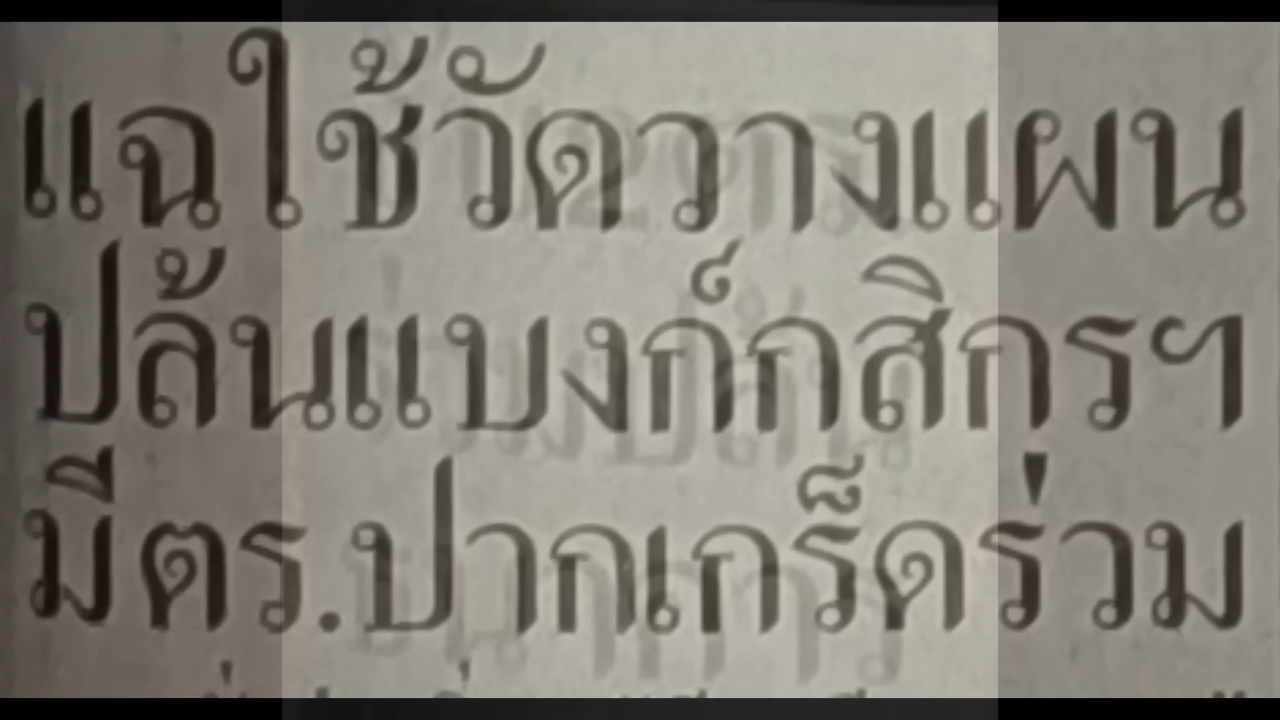 แฉใช้วัดวางแผน
ปล้นแบงก์กสิกรฯ
มีตร.ปากเกร็ดร่วม